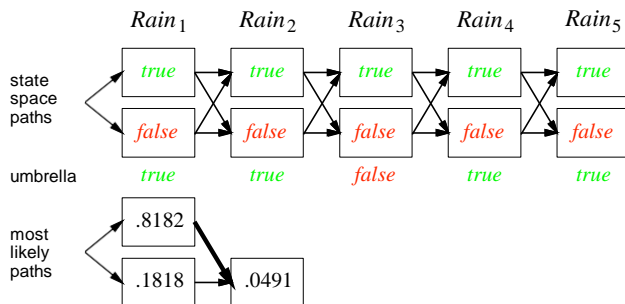 Rain1 Rain2 Rain3 Rain4 Rain5
state space paths
true true true true true
false false false false false
umbrella true true false true true
most likely paths
.8182
.1818 .0491